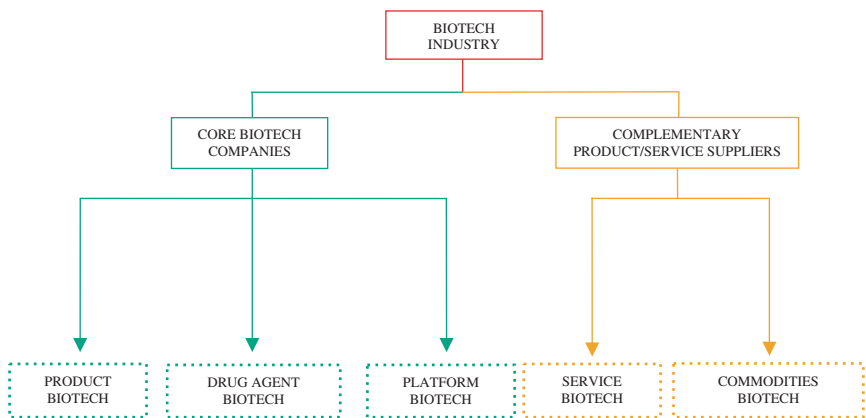 BIOTECH
INDUSTRY
CORE BIOTECH
COMPANIES
COMPLEMENTARY
PRODUCT/SERVICE SUPPLIERS
PRODUCT
BIOTECH
DRUG AGENT
BIOTECH
PLATFORM
BIOTECH
SERVICE
BIOTECH
COMMODITIES
BIOTECH